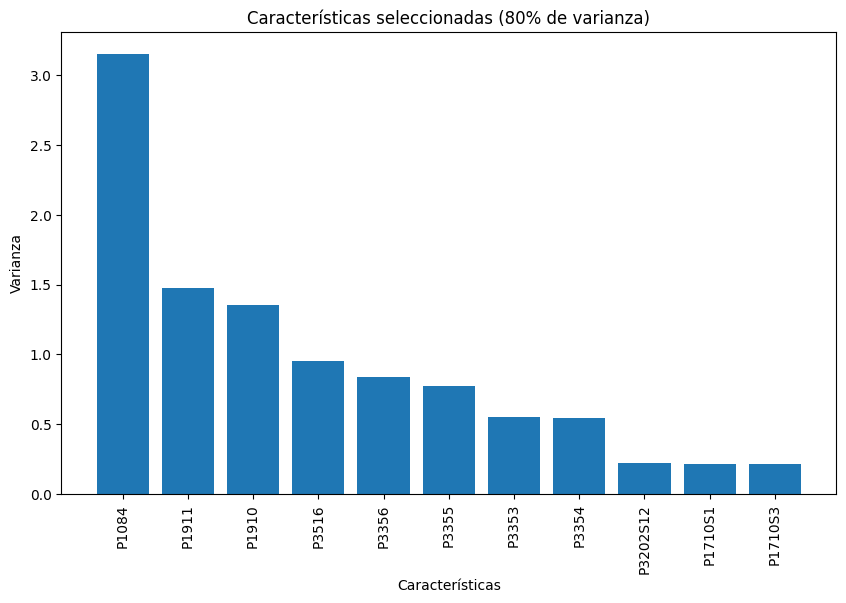 Características seleccionadas (80% de varianza)
Varianza
3.0
2.5
2.0
1.5
1.0
0.5
0.0
P1084
P1911
P1910
P3516
P3356
P3355
P3353
P3354
P3202S12
P1710S1
P1710S3
Características